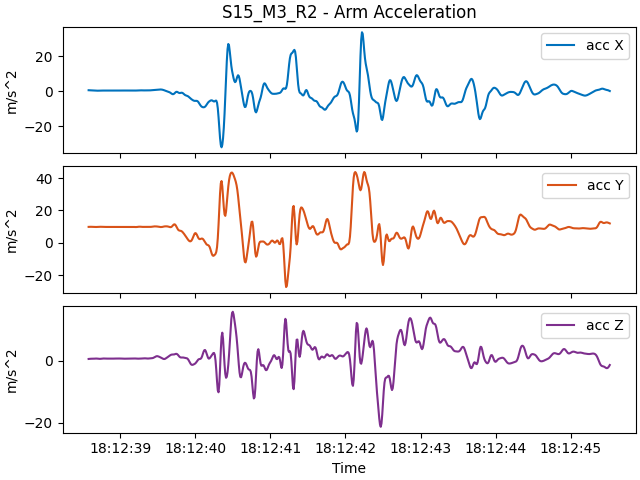 S15_M3_R2 - Arm Acceleration
acc X
m/s^2
20
0
−20
acc Y
m/s^2
40
20
0
−20
acc Z
m/s^2
0
−20
18:12:39 18:12:40 18:12:41 18:12:42 18:12:43 18:12:44 18:12:45
Time